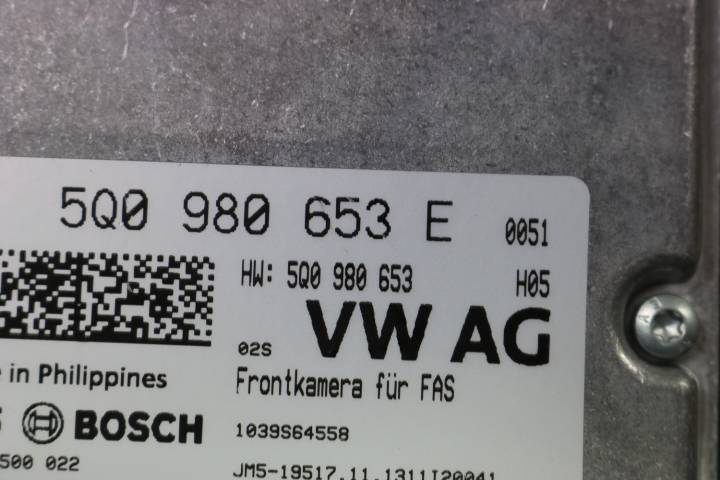 5Q0 980 653 E 0051
HW: 5Q0 980 653 H05
02S VW AG
in Philippines
Frontkamera für FAS
BOSCH
1039S64558
500 022